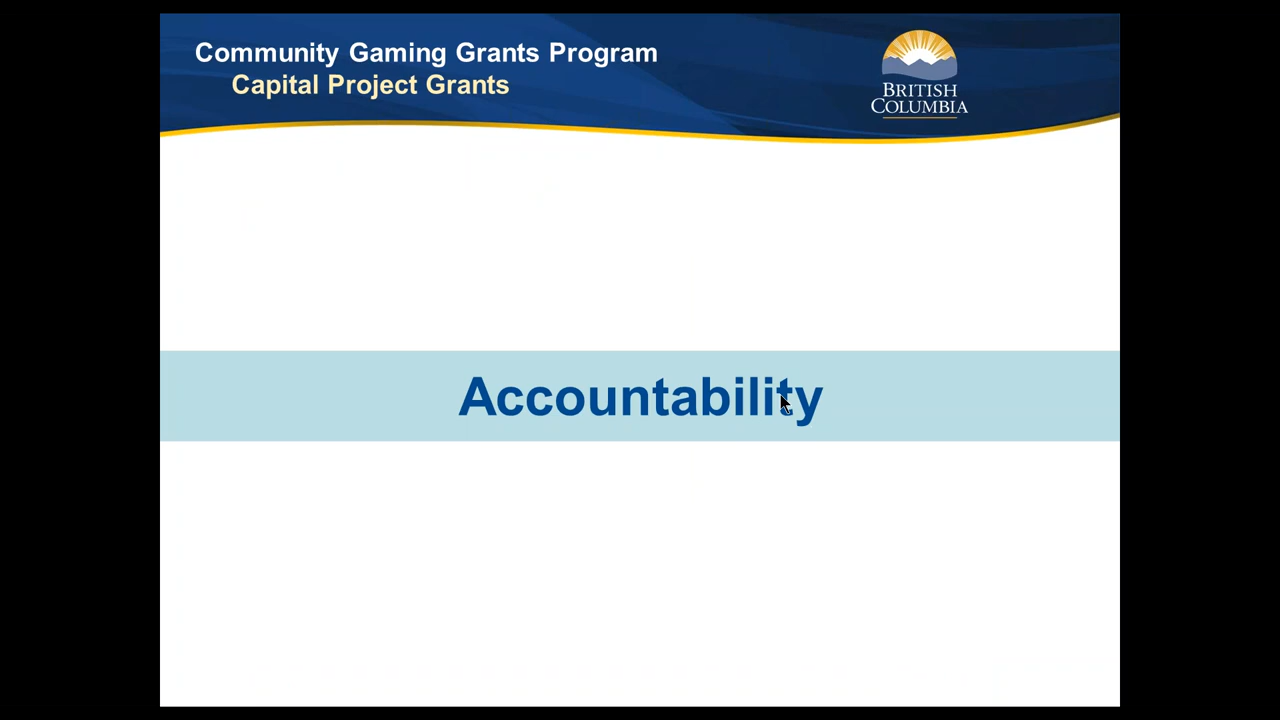 Community Gaming Grants Program
Capital Project Grants
BRITISH
COLUMBIA
Accountability